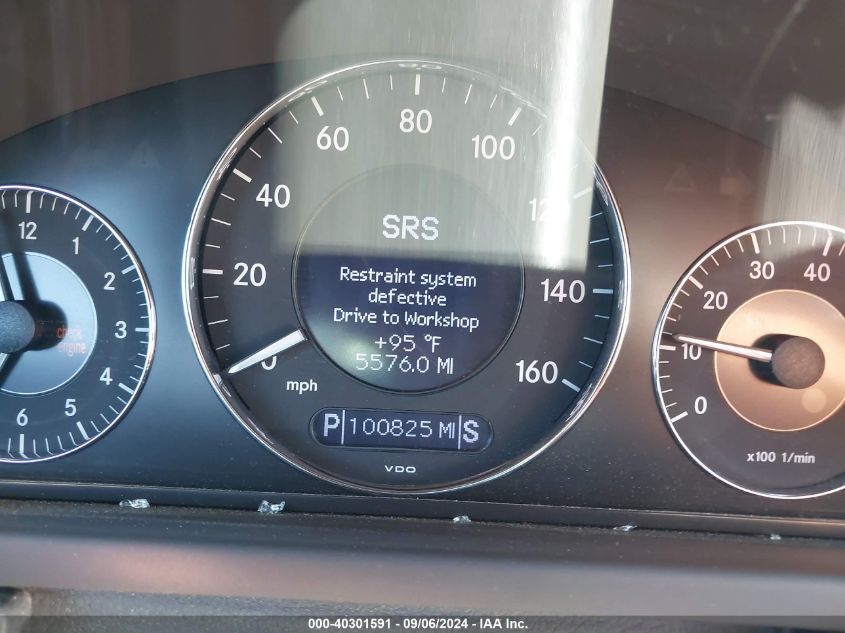 60 80 100
40 120
20 140
0 160
mph
SRS
Restraint system
defective
Drive to Workshop
+95 °F
5576.0 MI
P 100825 MI S
VDO
12 1 2 3 4 5 6
check
engine
0 10 20 30 40
x100 1/min
000-40301591 - 09/06/2024 - IAA Inc.